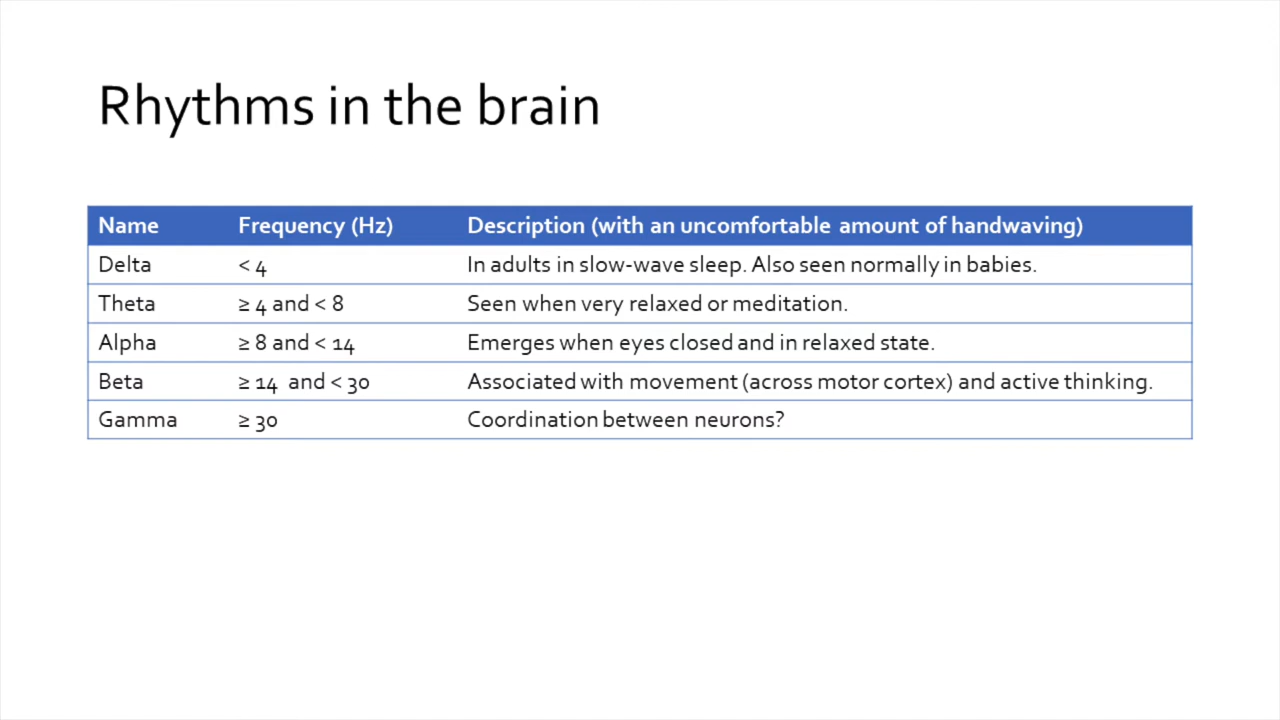 Rhythms in the brain
Name Frequency (Hz) Description (with an uncomfortable amount of handwaving)
Delta < 4 In adults in slow-wave sleep. Also seen normally in babies.
Theta ≥ 4 and < 8 Seen when very relaxed or meditation.
Alpha ≥ 8 and < 14 Emerges when eyes closed and in relaxed state.
Beta ≥ 14 and < 30 Associated with movement (across motor cortex) and active thinking.
Gamma ≥ 30 Coordination between neurons?